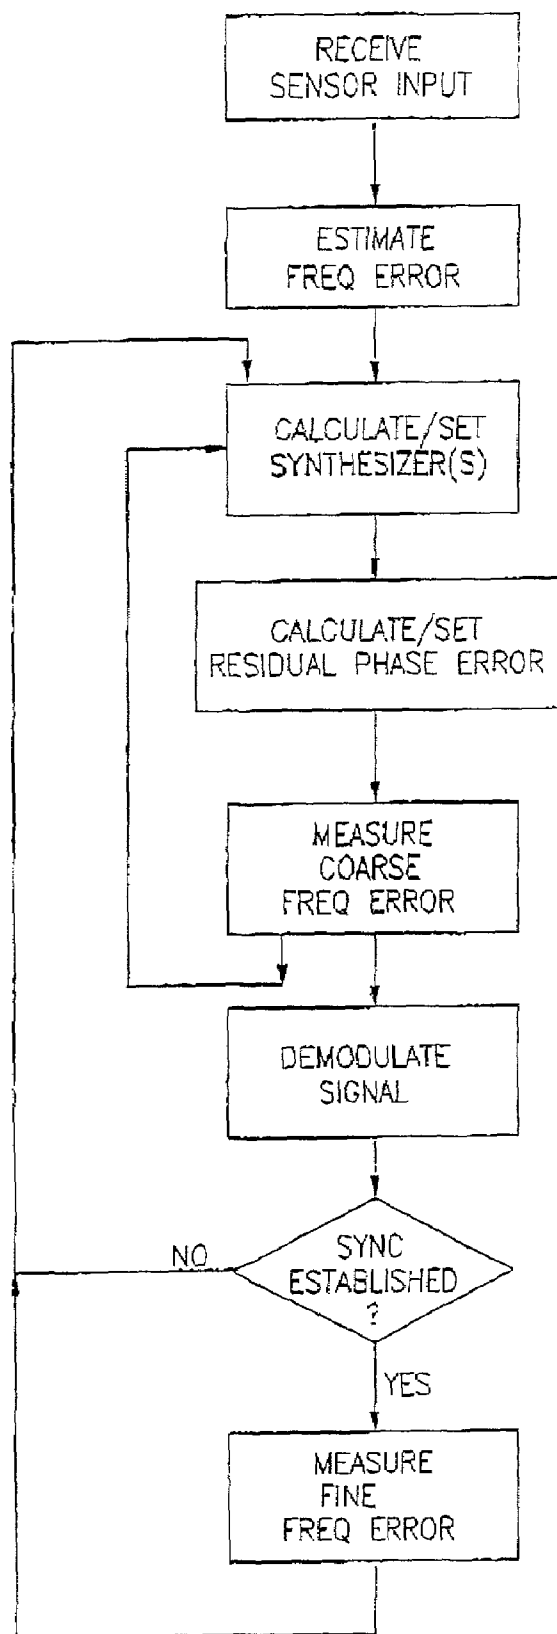 RECEIVE
SENSOR INPUT
ESTIMATE
FREQ ERROR
CALCULATE/SET
SYNTHESIZER(S)
CALCULATE/SET
RESIDUAL PHASE ERROR
MEASURE
COARSE
FREQ ERROR
DEMODULATE
SIGNAL
NO
SYNC
ESTABLISHED
?
YES
MEASURE
FINE
FREQ ERROR